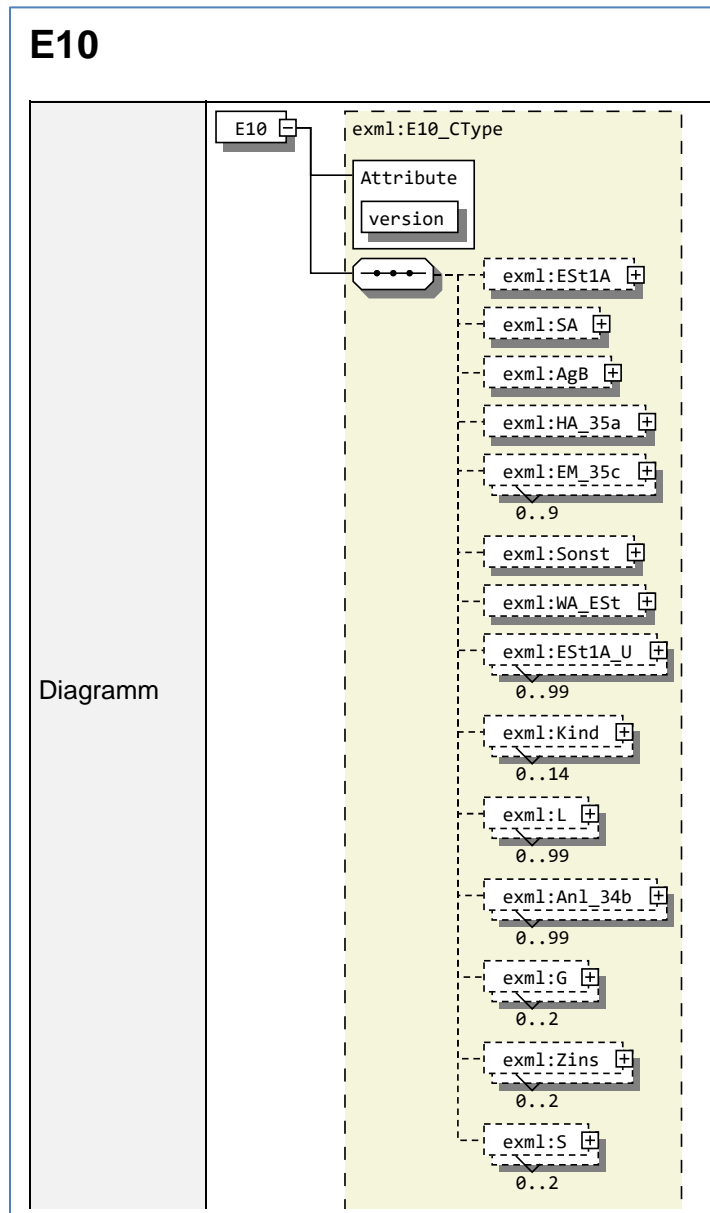 E10
Diagramm
E10
exml:E10_CType
Attribute
version
exml:ESt1A
exml:SA
exml:AgB
exml:HA_35a
exml:EM_35c
0..9
exml:Sonst
exml:WA_ESt
exml:ESt1A_U
0..99
exml:Kind
0..14
exml:L
0..99
exml:Anl_34b
0..99
exml:G
0..2
exml:Zins
0..2
exml:S
0..2